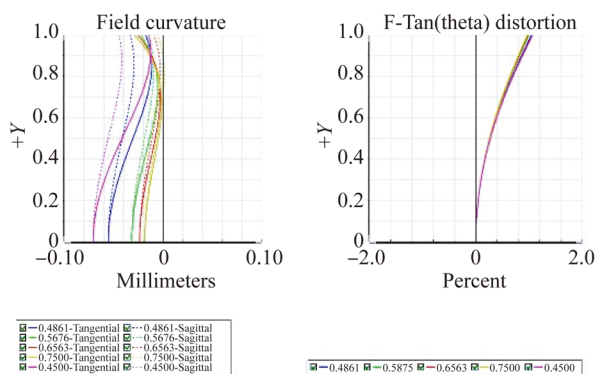 Field curvature
1.0
0.8
0.6
+Y
0.4
0.2
0
−0.10 0 0.10
Millimeters
0.4861-Tangential 0.4861-Sagittal
0.5676-Tangential 0.5676-Sagittal
0.6563-Tangential 0.6563-Sagittal
0.7500-Tangential 0.7500-Sagittal
0.4500-Tangential 0.4500-Sagittal
F-Tan(theta) distortion
1.0
0.8
0.6
+Y
0.4
0.2
0
−2.0 0 2.0
Percent
0.4861 0.5875 0.6563 0.7500 0.4500